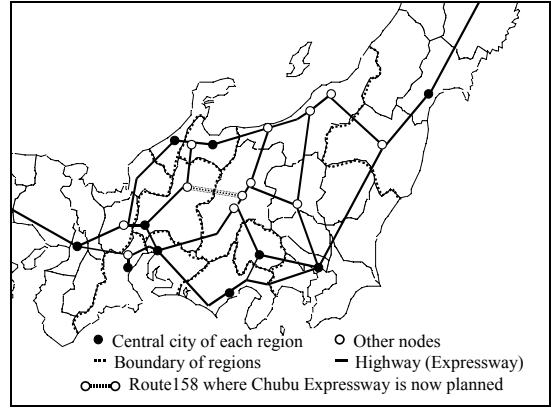 Central city of each region Other nodes
Boundary of regions Highway (Expressway)
Route158 where Chubu Expressway is now planned